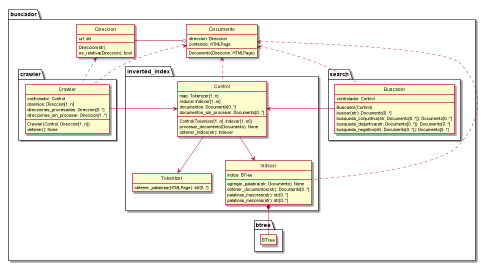 buscador
Direccion
url: str
Direccion(str)
es_relativa(Direccion): bool
Documento
direccion: Direccion
contenido: HTMLPage
Documento(Direccion, HTMLPage)
crawler
Crawler
controlador: Control
dominios: Direccion[1..n]
direcciones_procesadas: Direccion[0..*]
direcciones_sin_procesar: Direccion[1..*]
Crawler(Control, Direccion[1..n])
detener(): None
inverted_index
Control
map: Tokenizer[1..n]
reduce: Indexer[1..n]
documentos: Documento[0..*]
documentos_sin_procesar: Documento[0..*]
Control(Tokenizer[1..n], Indexer[1..n])
procesar_documento(Documento): None
obtener_indice(str): Indexer
search
Buscador
controlador: Control
Buscador(Control)
buscar(str): Documento[0..*]
busqueda_conjuntiva(str, Documento[0..*]): Documento[0..*]
busqueda_disjuntiva(str, Documento[0..*]): Documento[0..*]
busqueda_negativa(str, Documento[0..*]): Documento[0..*]
Tokenizer
obtener_palabras(HTMLPage): str[0..*]
Indexer
indice: BTree
agregar_palabra(str, Documento): None
obtener_documentos(str): Documento[0..*]
palabras_mayores(str): str[0..*]
palabras_menores(str): str[0..*]
btree
BTree